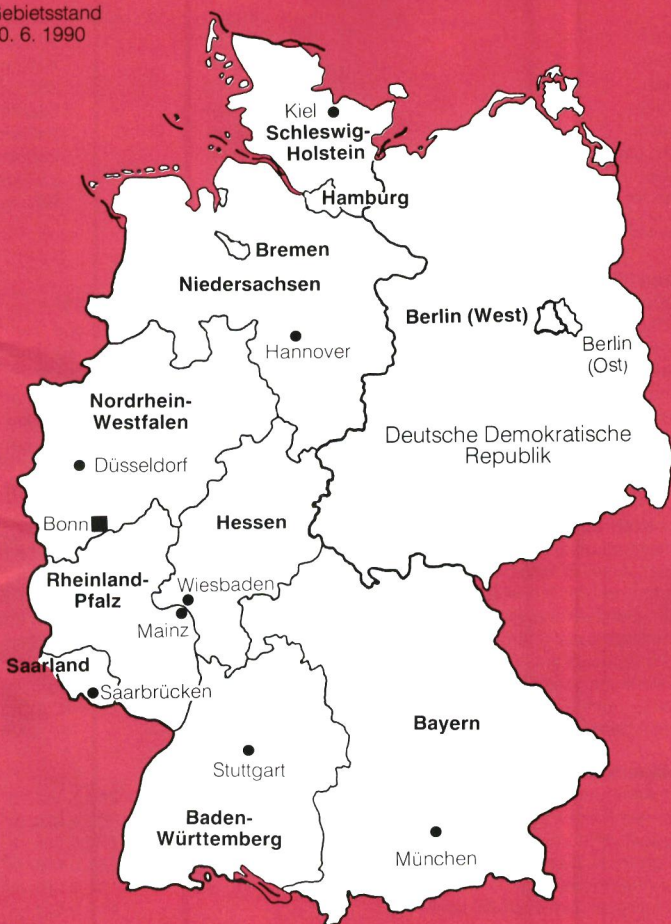 Gebietsstand
0. 6. 1990
Kiel
Schleswig-
Holstein
Hamburg
Bremen
Niedersachsen
Hannover
Berlin (West)
Berlin
(Ost)
Nordrhein-
Westfalen
Düsseldorf
Deutsche Demokratische
Republik
Bonn
Hessen
Rheinland-
Pfalz
Wiesbaden
Mainz
Saarland
Saarbrücken
Bayern
Stuttgart
Baden-
Württemberg
München